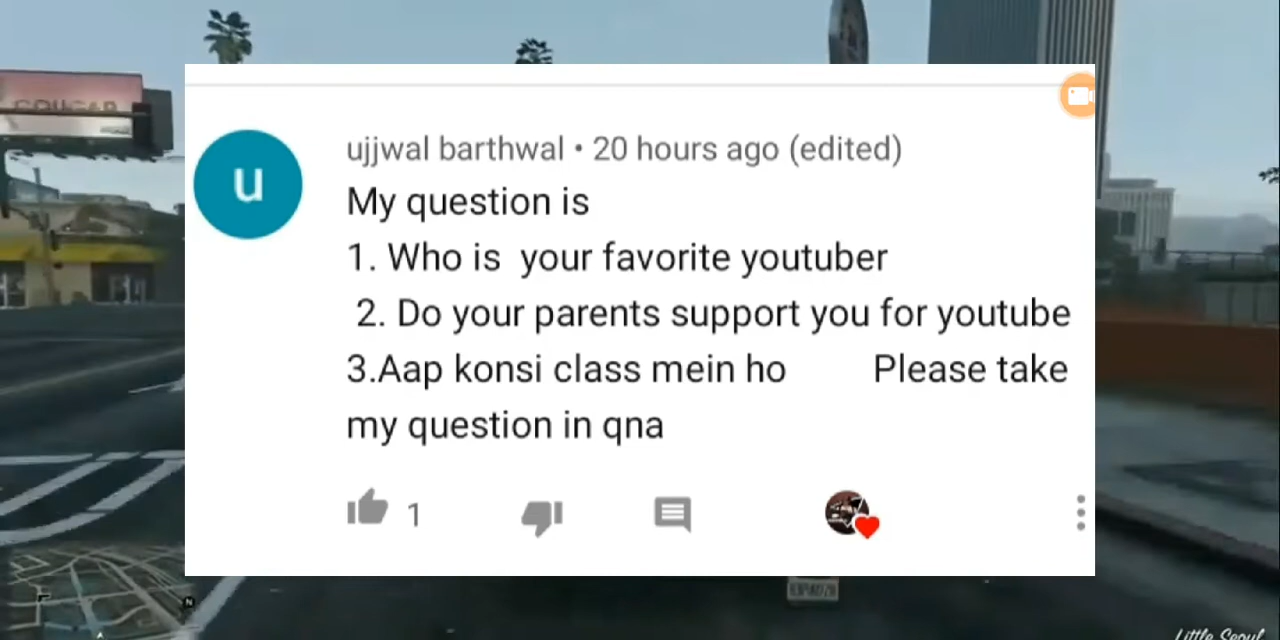 COUGAR
u
ujjwal barthwal • 20 hours ago (edited)
My question is
1. Who is your favorite youtuber
2. Do your parents support you for youtube
3.Aap konsi class mein ho Please take
my question in qna
1
N
Little Seoul